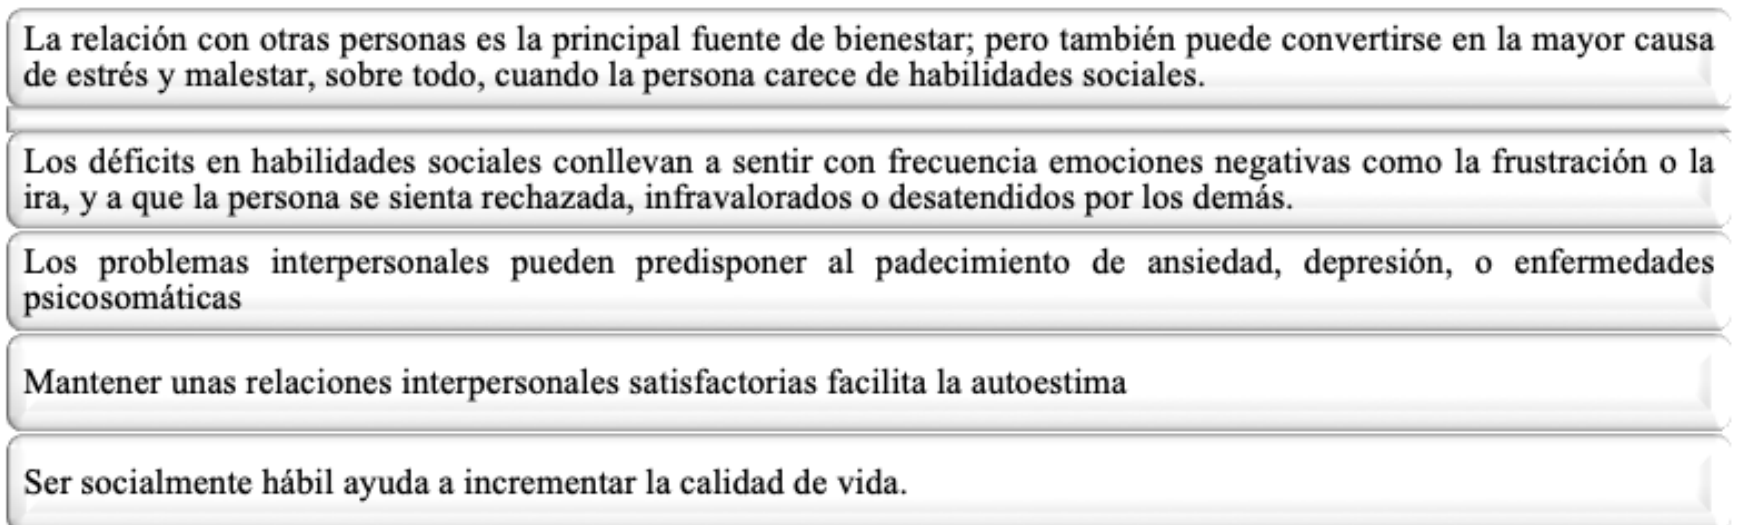 La relación con otras personas es la principal fuente de bienestar; pero también puede convertirse en la mayor causa
de estrés y malestar, sobre todo, cuando la persona carece de habilidades sociales.
Los déficits en habilidades sociales conllevan a sentir con frecuencia emociones negativas como la frustración o la
ira, y a que la persona se sienta rechazada, infravalorados o desatendidos por los demás.
Los problemas interpersonales pueden predisponer al padecimiento de ansiedad, depresión, o enfermedades
psicosomáticas
Mantener unas relaciones interpersonales satisfactorias facilita la autoestima
Ser socialmente hábil ayuda a incrementar la calidad de vida.